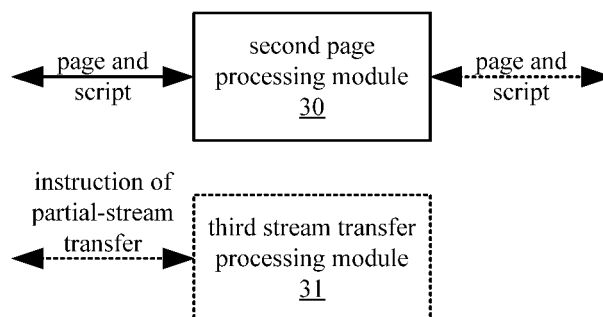 page and
script
second page
processing module
30
page and
script
instruction of
partial-stream
transfer
third stream transfer
processing module
31